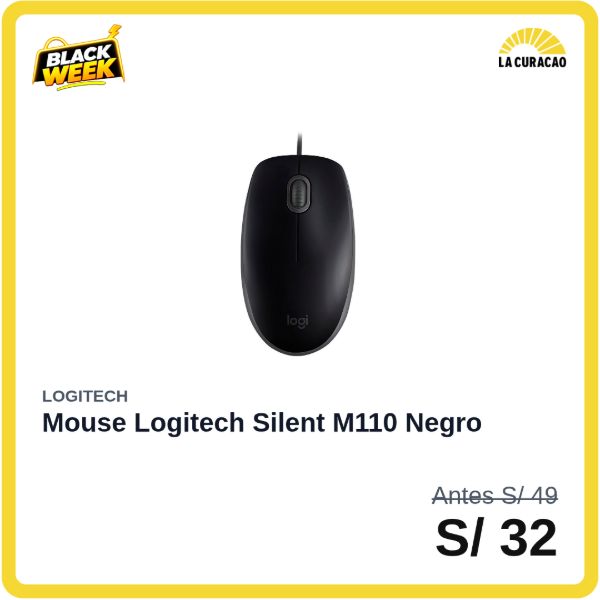 BLACK
WEEK
LA CURACAO
logi
LOGITECH
Mouse Logitech Silent M110 Negro
Antes S/ 49
S/ 32